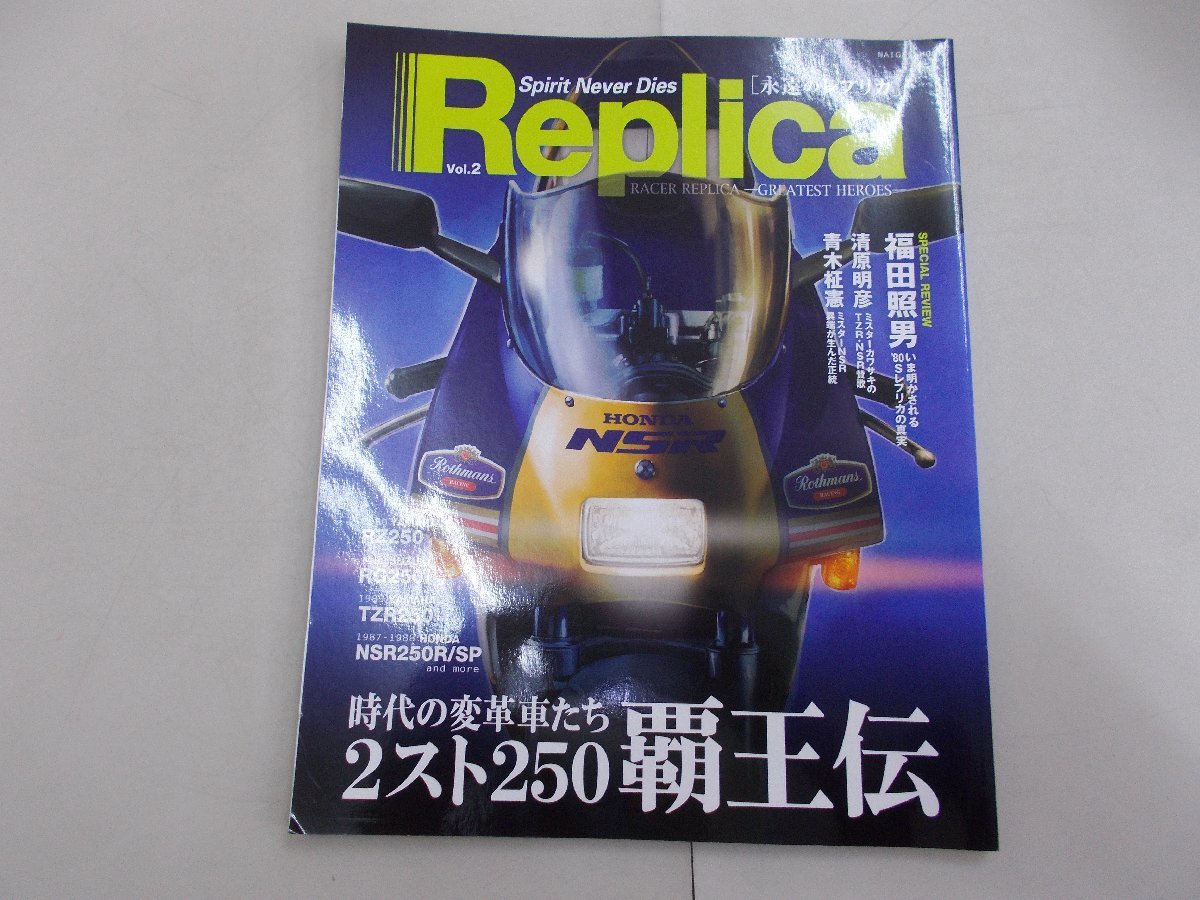 Spirit Never Dies
[永遠のレプリカ]
Replica
Vol.2
RACER REPLICA —GREATEST HEROES—
SPECIAL REVIEW
福田照男 いま明かされる '80Sレプリカの真実
清原明彦 ミスターカワサキの TZR・NSR賛歌
青木柾憲 ミスターNSR 異端が生んだ正統
HONDA
NSR
Rothmans
RACING
Rothmans
RACING
RZ250
TZR250
1987-1988 HONDA
NSR250R/SP
and more
時代の変革車たち
2スト250覇王伝